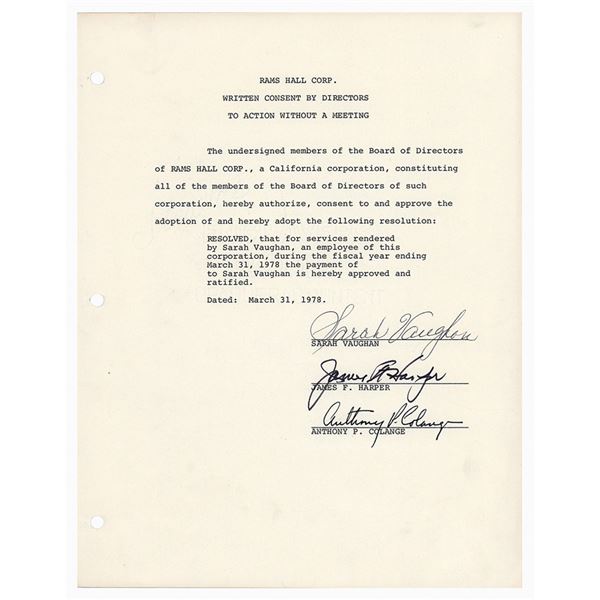 RAMS HALL CORP.
WRITTEN CONSENT BY DIRECTORS
TO ACTION WITHOUT A MEETING
The undersigned members of the Board of Directors
of RAMS HALL CORP., a California corporation, constituting
all of the members of the Board of Directors of such
corporation, hereby authorize, consent to and approve the
adoption of and hereby adopt the following resolution:
RESOLVED, that for services rendered
by Sarah Vaughan, an employee of this
corporation, during the fiscal year ending
March 31, 1978 the payment of
to Sarah Vaughan is hereby approved and
ratified.
Dated: March 31, 1978.
Sarah Vaughan
SARAH VAUGHAN
James F. Harper
JAMES F. HARPER
Anthony P. Colange
ANTHONY P. COLANGE